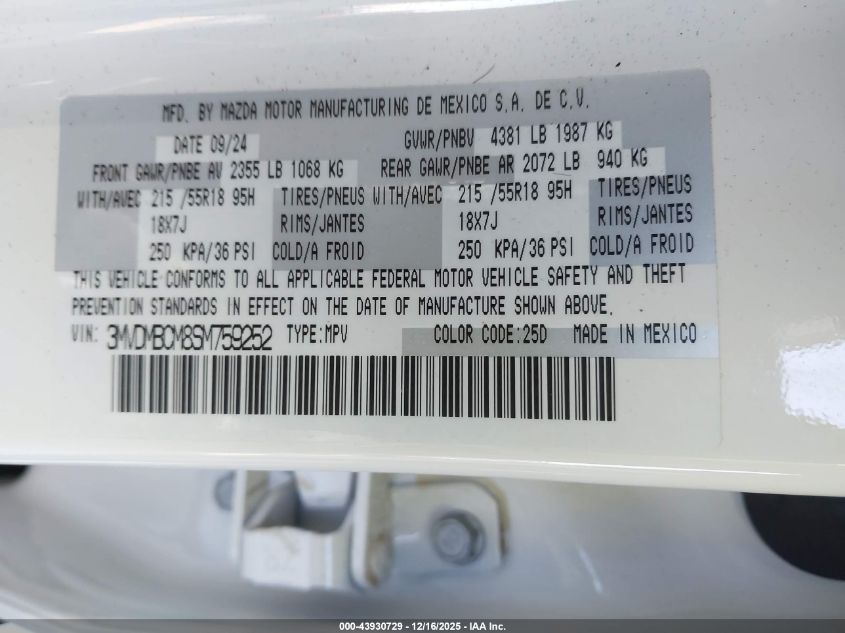 MFD. BY MAZDA MOTOR MANUFACTURING DE MEXICO S.A. DE C.V.
DATE 09/24 GVWR/PNBV 4381 LB 1987 KG
FRONT GAWR/PNBE AV 2355 LB 1068 KG REAR GAWR/PNBE AR 2072 LB 940 KG
WITH/AVEC 215 /55R18 95H TIRES/PNEUS WITH/AVEC 215 /55R18 95H TIRES/PNEUS
18X7J RIMS/JANTES 18X7J RIMS/JANTES
250 KPA/36 PSI COLD/A FROID 250 KPA/36 PSI COLD/A FROID
THIS VEHICLE CONFORMS TO ALL APPLICABLE FEDERAL MOTOR VEHICLE SAFETY AND THEFT
PREVENTION STANDARDS IN EFFECT ON THE DATE OF MANUFACTURE SHOWN ABOVE.
VIN: 3MVDMBCM8SM759252 TYPE:MPV COLOR CODE:25D MADE IN MEXICO
000-43930729 - 12/16/2025 - IAA Inc.